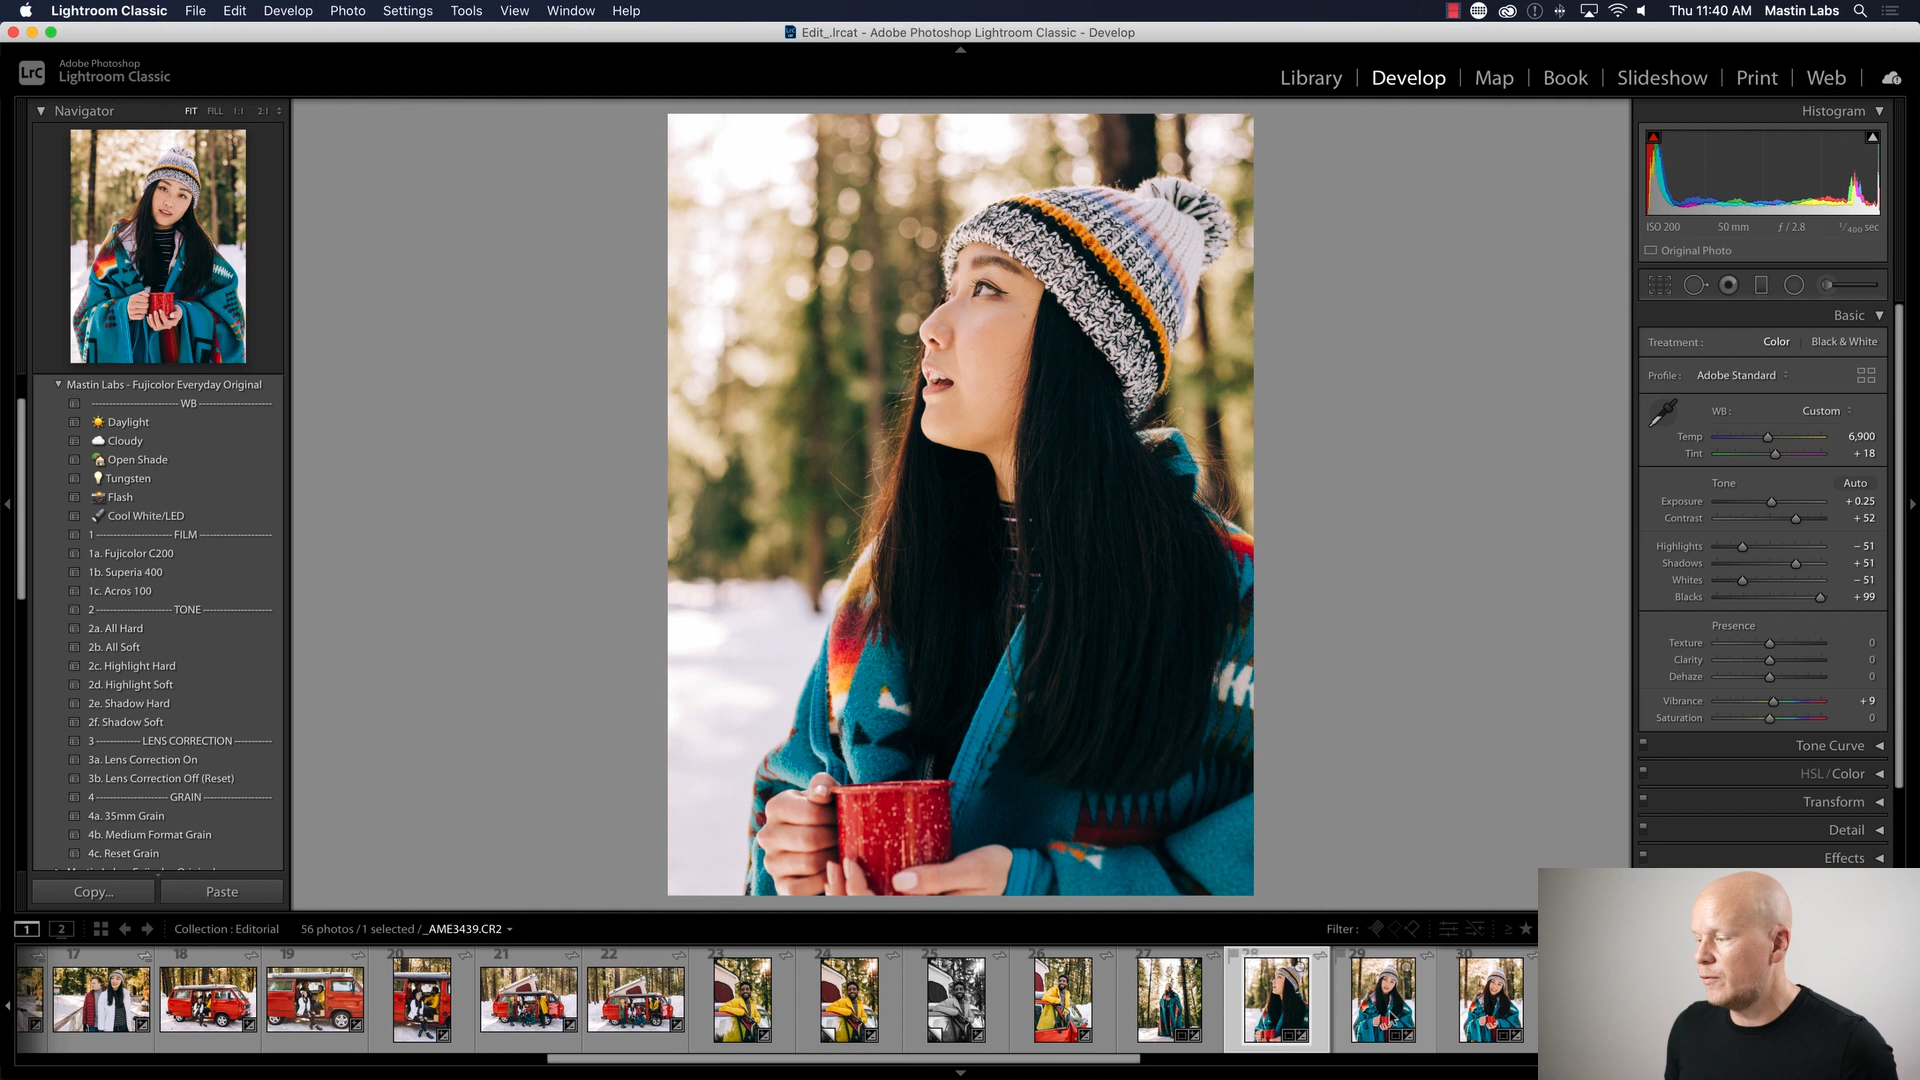 Lightroom Classic File Edit Develop Photo Settings Tools View Window Help Thu 11:40 AM Mastin Labs
Edit_.lrcat - Adobe Photoshop Lightroom Classic - Develop
LrC Adobe Photoshop
Lightroom Classic
Library | Develop | Map | Book | Slideshow | Print | Web
Navigator FIT FILL 1:1 2:1
Mastin Labs - Fujicolor Everyday Original
WB
Daylight
Cloudy
Open Shade
Tungsten
Flash
Cool White/LED
1 FILM
1a. Fujicolor C200
1b. Superia 400
1c. Acros 100
2 TONE
2a. All Hard
2b. All Soft
2c. Highlight Hard
2d. Highlight Soft
2e. Shadow Hard
2f. Shadow Soft
3 LENS CORRECTION
3a. Lens Correction On
3b. Lens Correction Off (Reset)
4 GRAIN
4a. 35mm Grain
4b. Medium Format Grain
4c. Reset Grain
Copy... Paste
Histogram
ISO 200 50 mm ƒ / 2.8 1/400 sec
Original Photo
Basic
Treatment : Color | Black & White
Profile : Adobe Standard
WB : Custom
Temp 6,900
Tint + 18
Tone Auto
Exposure + 0.25
Contrast + 52
Highlights − 51
Shadows + 51
Whites − 51
Blacks + 99
Presence
Texture 0
Clarity 0
Dehaze 0
Vibrance + 9
Saturation 0
Tone Curve
HSL / Color
Transform
Detail
Effects
1 2 Collection : Editorial 56 photos / 1 selected / _AME3439.CR2 Filter : ≥ ★
17 18 19 20 21 22 23 24 25 26 27 28 29 30